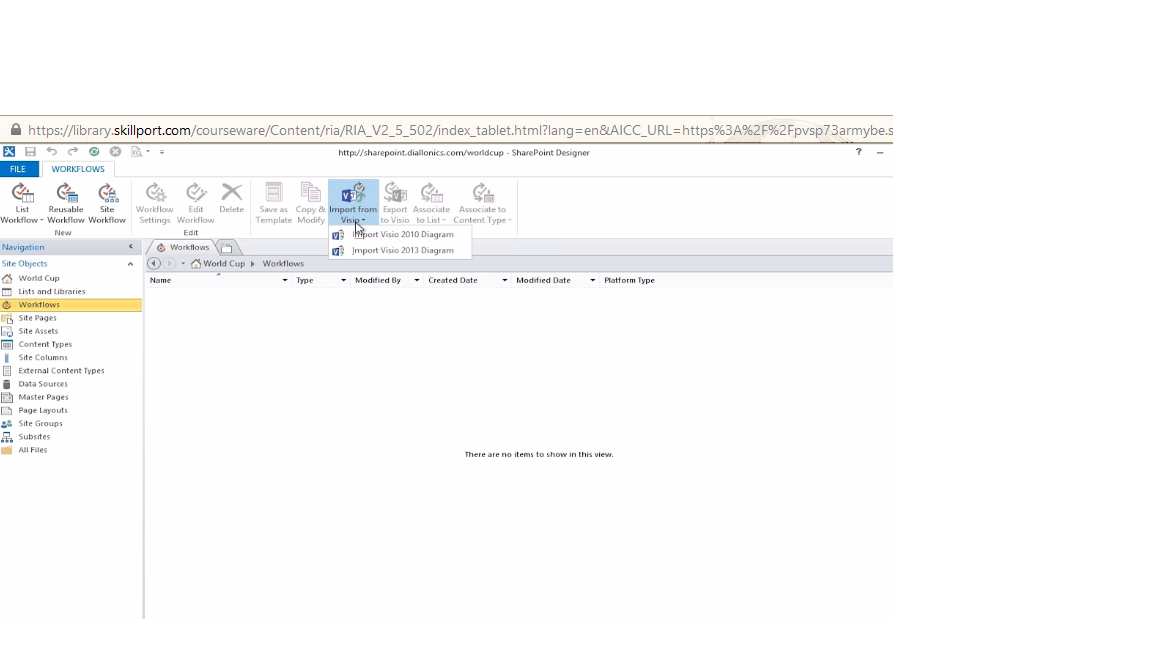 https://library.skillport.com/courseware/Content/ria/RIA_V2_5_502/index_tablet.html?lang=en&AICC_URL=https%3A%2F%2Fpvsp73armybe.s
http://sharepoint.diallonics.com/worldcup - SharePoint Designer
?
FILE
WORKFLOWS
List Workflow
Reusable Workflow
Site Workflow
Workflow Settings
Edit Workflow
Delete
Save as Template
Copy & Modify
Import from Visio
Export to Visio
Associate to List
Associate to Content Type
New
Edit
Import Visio 2010 Diagram
Import Visio 2013 Diagram
Navigation
Workflows
Site Objects
World Cup
Workflows
Name
Type
Modified By
Created Date
Modified Date
Platform Type
World Cup
Lists and Libraries
Workflows
Site Pages
Site Assets
Content Types
Site Columns
External Content Types
Data Sources
Master Pages
Page Layouts
Site Groups
Subsites
All Files
There are no items to show in this view.